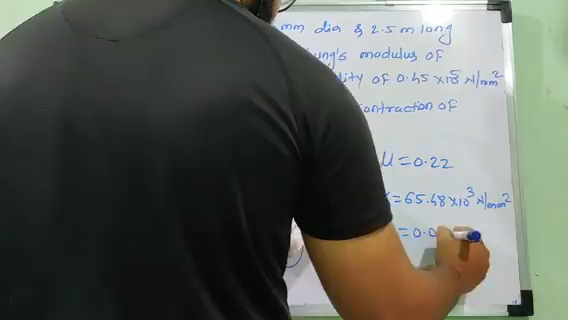 mm dia & 2.5 m long
ung's modulus of
ity of 0.45 ×10⁵ N/mm²
contraction of
μ = 0.22
= 65.48 ×10³ N/mm²
= 0.0